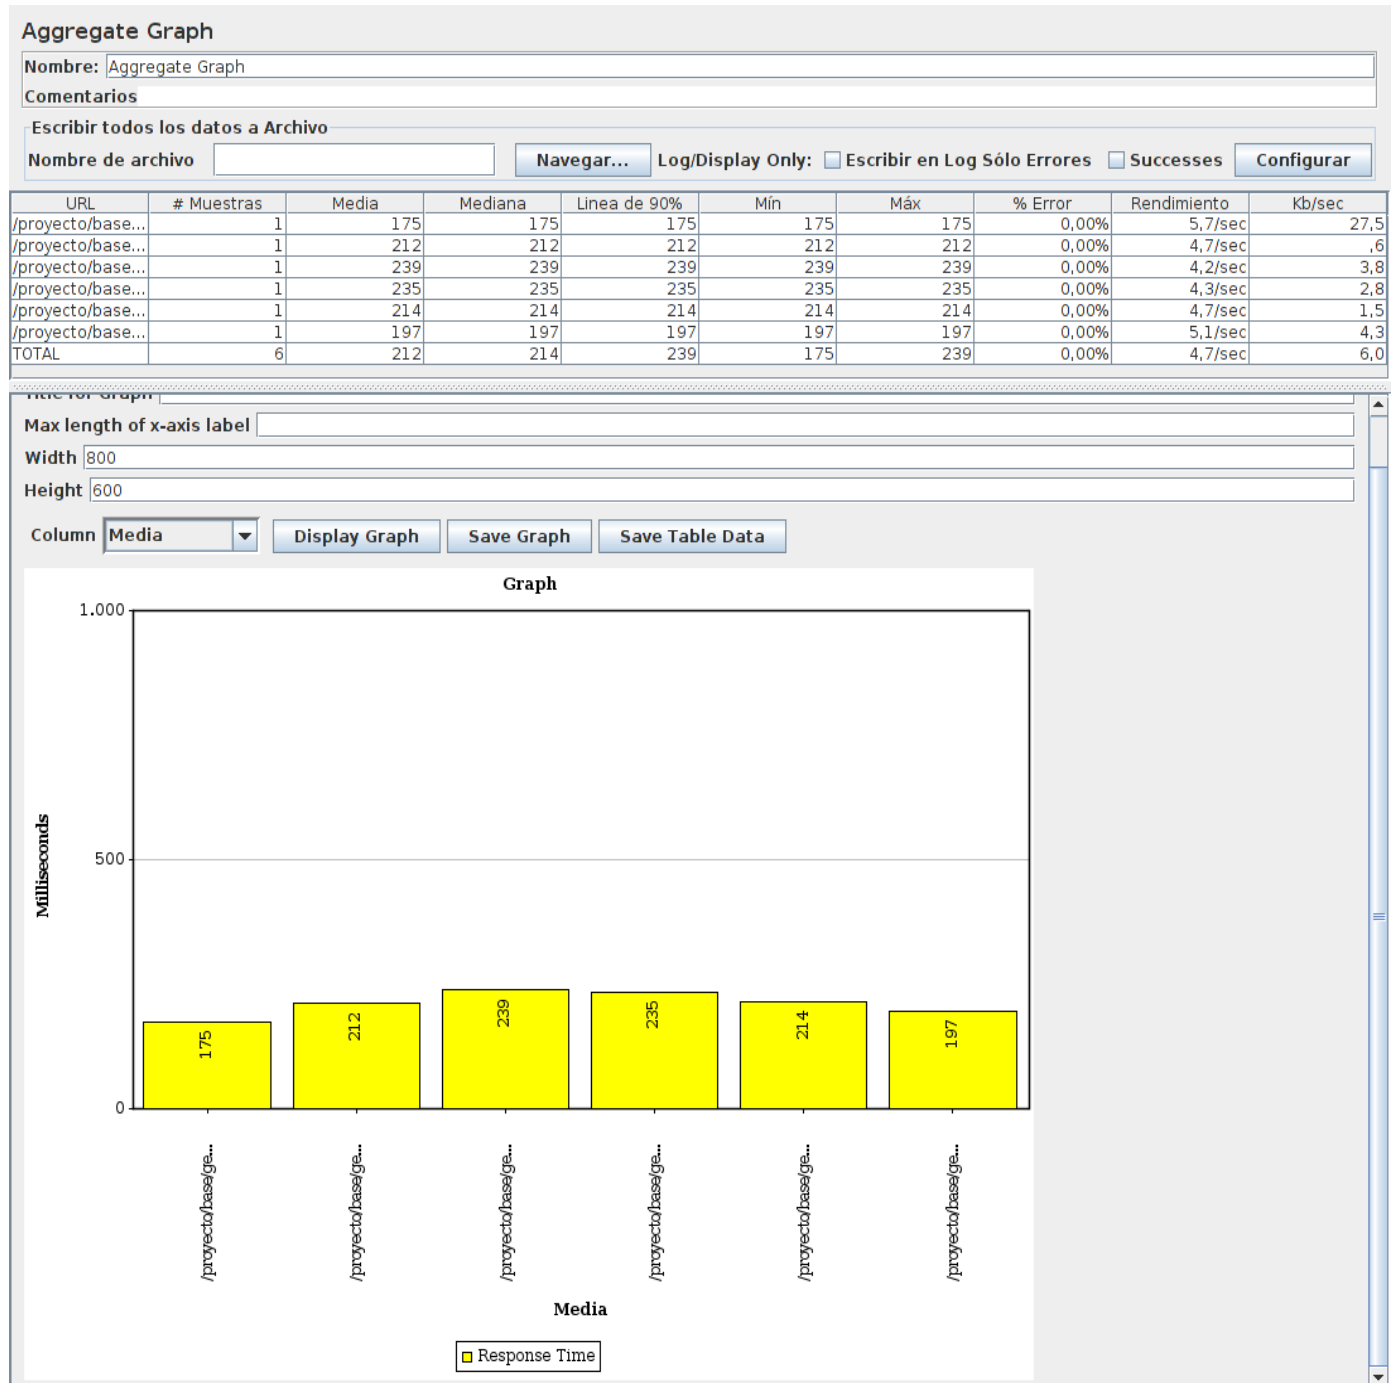 Aggregate Graph
Nombre: Aggregate Graph
Comentarios
Escribir todos los datos a Archivo
Nombre de archivo Navegar... Log/Display Only: Escribir en Log Sólo Errores Successes Configurar
URL # Muestras Media Mediana Linea de 90% Mín Máx % Error Rendimiento Kb/sec
/proyecto/base... 1 175 175 175 175 175 0,00% 5,7/sec 27,5
/proyecto/base... 1 212 212 212 212 212 0,00% 4,7/sec ,6
/proyecto/base... 1 239 239 239 239 239 0,00% 4,2/sec 3,8
/proyecto/base... 1 235 235 235 235 235 0,00% 4,3/sec 2,8
/proyecto/base... 1 214 214 214 214 214 0,00% 4,7/sec 1,5
/proyecto/base... 1 197 197 197 197 197 0,00% 5,1/sec 4,3
TOTAL 6 212 214 239 175 239 0,00% 4,7/sec 6,0
Title for Graph
Max length of x-axis label
Width 800
Height 600
Column Media Display Graph Save Graph Save Table Data
Graph
1.000
500
0
Milliseconds
175 212 239 235 214 197
/proyecto/base/ge... /proyecto/base/ge... /proyecto/base/ge... /proyecto/base/ge... /proyecto/base/ge... /proyecto/base/ge...
Media
Response Time